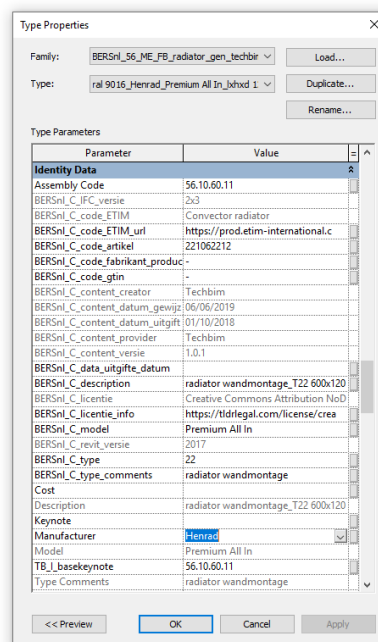 Type Properties
Family: BERSnl_56_ME_FB_radiator_gen_techbir Load...
Type: ral 9016_Henrad_Premium All In_lxhxd 1: Duplicate...
Rename...
Type Parameters
Parameter Value =
Identity Data
Assembly Code 56.10.60.11
BERSnl_C_IFC_versie 2x3
BERSnl_C_code_ETIM Convector radiator
BERSnl_C_code_ETIM_url https://prod.etim-international.c
BERSnl_C_code_artikel 221062212
BERSnl_C_code_fabrikant_produc -
BERSnl_C_code_gtin -
BERSnl_C_content_creator Techbim
BERSnl_C_content_datum_gewijz 06/06/2019
BERSnl_C_content_datum_uitgift 01/10/2018
BERSnl_C_content_provider Techbim
BERSnl_C_content_versie 1.0.1
BERSnl_C_data_uitgifte_datum
BERSnl_C_description radiator wandmontage_T22 600x120
BERSnl_C_licentie Creative Commons Attribution NoD
BERSnl_C_licentie_info https://tldrlegal.com/license/crea
BERSnl_C_model Premium All In
BERSnl_C_revit_versie 2017
BERSnl_C_type 22
BERSnl_C_type_comments radiator wandmontage
Cost
Description radiator wandmontage_T22 600x120
Keynote
Manufacturer Henrad
Model Premium All In
TB_I_basekeynote 56.10.60.11
Type Comments radiator wandmontage
<< Preview OK Cancel Apply